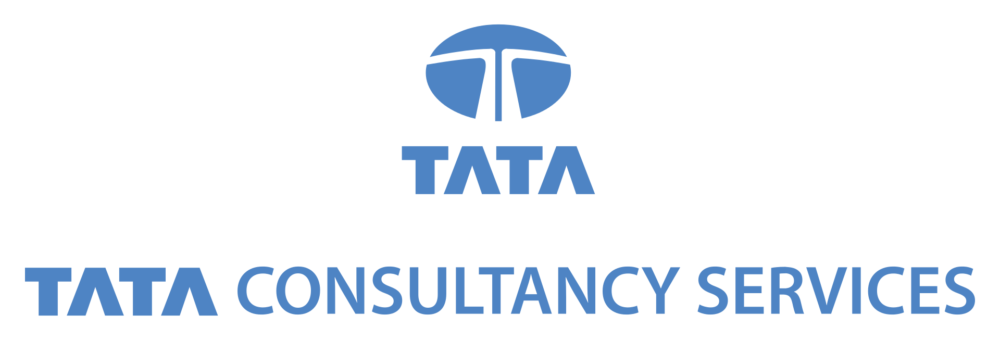 TATA
TATA CONSULTANCY SERVICES